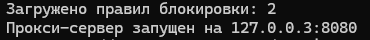 Загружено правил блокировки: 2
Прокси-сервер запущен на 127.0.0.3:8080